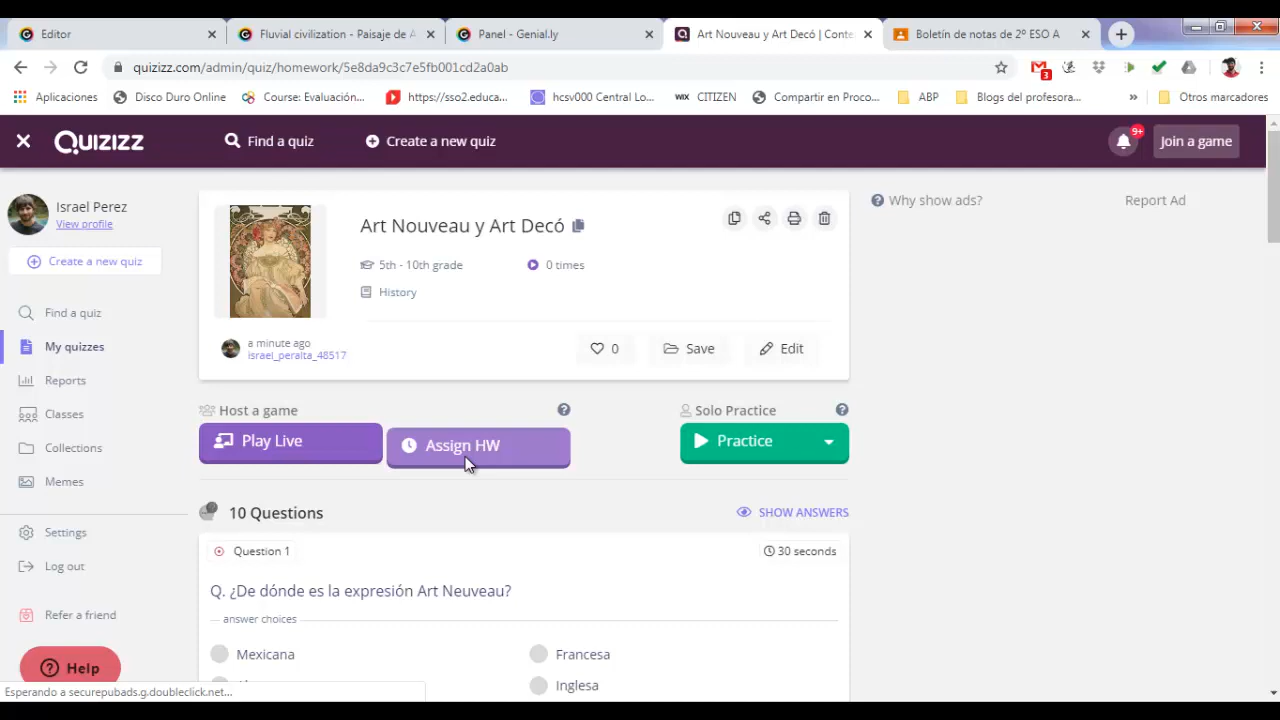 Editor
Fluvial civilization - Paisaje de A
Panel - Genial.ly
Art Nouveau y Art Decó | Conte
Boletín de notas de 2º ESO A
quizizz.com/admin/quiz/homework/5e8da9c3c7e5fb001cd2a0ab
3
Aplicaciones
Disco Duro Online
Course: Evaluación...
https://sso2.educa...
hcsv000 Central Lo...
WIX CITIZEN
Compartir en Proco...
ABP
Blogs del profesora...
»
Otros marcadores
Quizizz
Find a quiz
Create a new quiz
9+
Join a game
Israel Perez
View profile
Create a new quiz
Find a quiz
My quizzes
Reports
Classes
Collections
Memes
Settings
Log out
Refer a friend
Help
Art Nouveau y Art Decó
5th - 10th grade
0 times
History
a minute ago
israel_peralta_48517
0
Save
Edit
Why show ads?
Report Ad
Host a game
Solo Practice
Play Live
Assign HW
Practice
10 Questions
SHOW ANSWERS
Question 1
30 seconds
Q. ¿De dónde es la expresión Art Neuveau?
answer choices
Mexicana
Francesa
Inglesa
Esperando a securepubads.g.doubleclick.net...